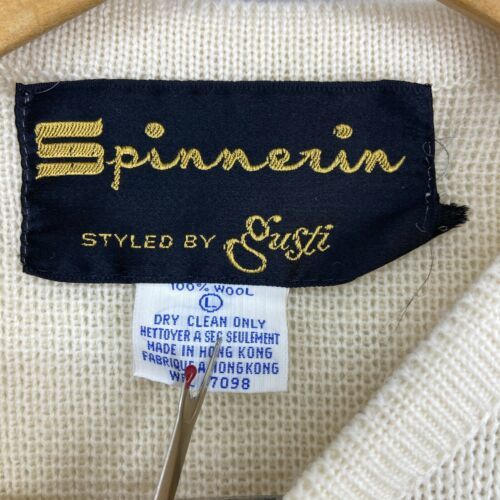 Spinnerin
STYLED BY Gusti
100% WOOL
L
DRY CLEAN ONLY
NETTOYER A SEC SEULEMENT
MADE IN HONG KONG
FABRIQUE A HONG KONG
7098